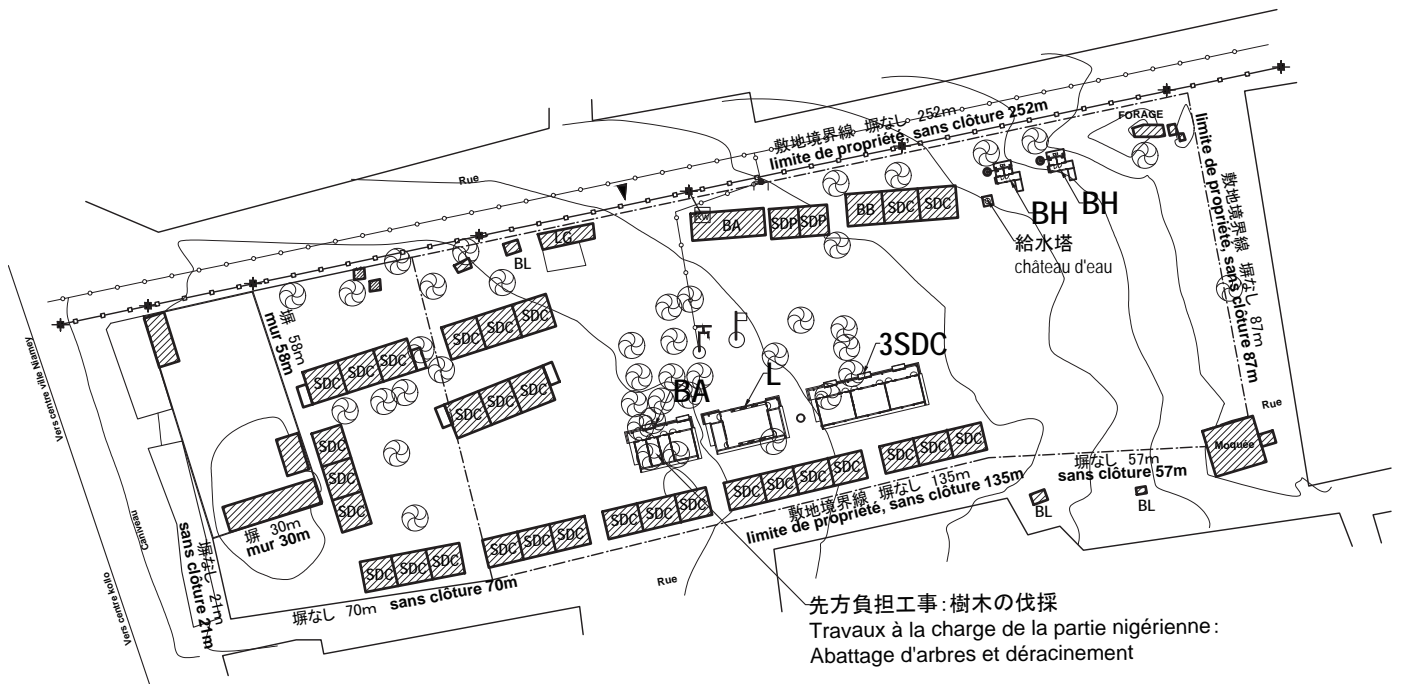 敷地境界線 塀なし 252m
limite de propriété, sans clôture 252m
FORAGE
Rue
BA
SDP
SDP
BB
SDC
SDC
BH
BH
給水塔
château d'eau
敷地境界線 塀なし 87m
limite de propriété, sans clôture 87m
LG
BL
塀 58m
mur 58m
SDC
SDC
SDC
SDC
SDC
SDC
SDC
SDC
SDC
BA
L
3SDC
Rue
Vers centre ville Niamey
SDC
SDC
SDC
SDC
SDC
SDC
Moquée
塀なし 57m
sans clôture 57m
BL
BL
SDC
SDC
SDC
SDC
敷地境界線 塀なし 135m
limite de propriété, sans clôture 135m
SDC
SDC
SDC
SDC
SDC
SDC
SDC
SDC
SDC
塀 30m
mur 30m
Caniveau
塀なし 21m
sans clôture 21m
Vers centre kollo
塀なし 70m
sans clôture 70m
Rue
先方負担工事:樹木の伐採
Travaux à la charge de la partie nigérienne:
Abattage d'arbres et déracinement